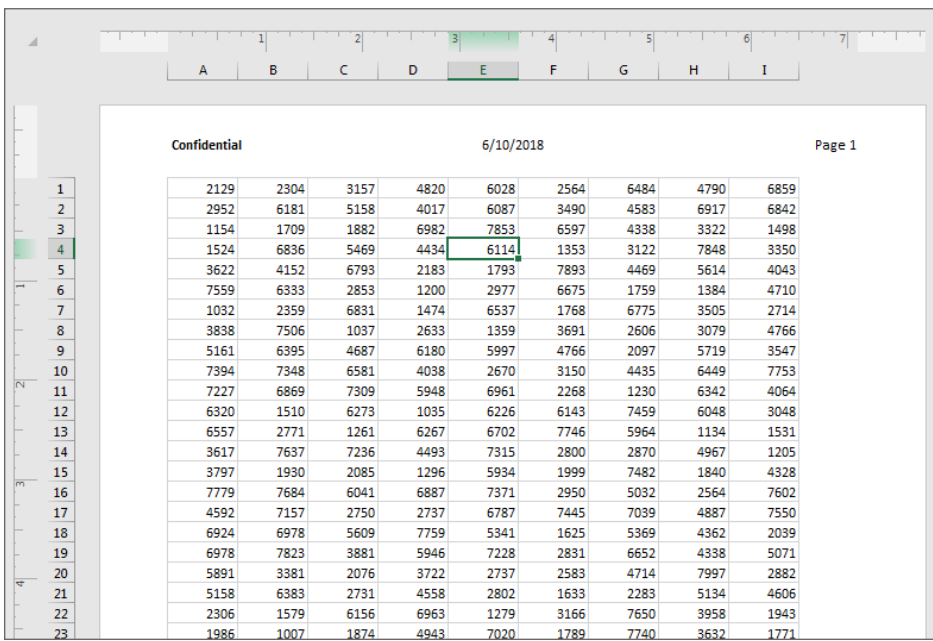 1 2 3 4 5 6 7
A B C D E F G H I
Confidential 6/10/2018 Page 1
1 2129 2304 3157 4820 6028 2564 6484 4790 6859
2 2952 6181 5158 4017 6087 3490 4583 6917 6842
3 1154 1709 1882 6982 7853 6597 4338 3322 1498
4 1524 6836 5469 4434 6114 1353 3122 7848 3350
5 3622 4152 6793 2183 1793 7893 4469 5614 4043
1 6 7559 6333 2853 1200 2977 6675 1759 1384 4710
7 1032 2359 6831 1474 6537 1768 6775 3505 2714
8 3838 7506 1037 2633 1359 3691 2606 3079 4766
9 5161 6395 4687 6180 5997 4766 2097 5719 3547
10 7394 7348 6581 4038 2670 3150 4435 6449 7753
2 11 7227 6869 7309 5948 6961 2268 1230 6342 4064
12 6320 1510 6273 1035 6226 6143 7459 6048 3048
13 6557 2771 1261 6267 6702 7746 5964 1134 1531
14 3617 7637 7236 4493 7315 2800 2870 4967 1205
15 3797 1930 2085 1296 5934 1999 7482 1840 4328
3 16 7779 7684 6041 6887 7371 2950 5032 2564 7602
17 4592 7157 2750 2737 6787 7445 7039 4887 7550
18 6924 6978 5609 7759 5341 1625 5369 4362 2039
19 6978 7823 3881 5946 7228 2831 6652 4338 5071
20 5891 3381 2076 3722 2737 2583 4714 7997 2882
4 21 5158 6383 2731 4558 2802 1633 2283 5134 4606
22 2306 1579 6156 6963 1279 3166 7650 3958 1943
23 1986 1007 1874 4943 7020 1789 7740 3632 1771